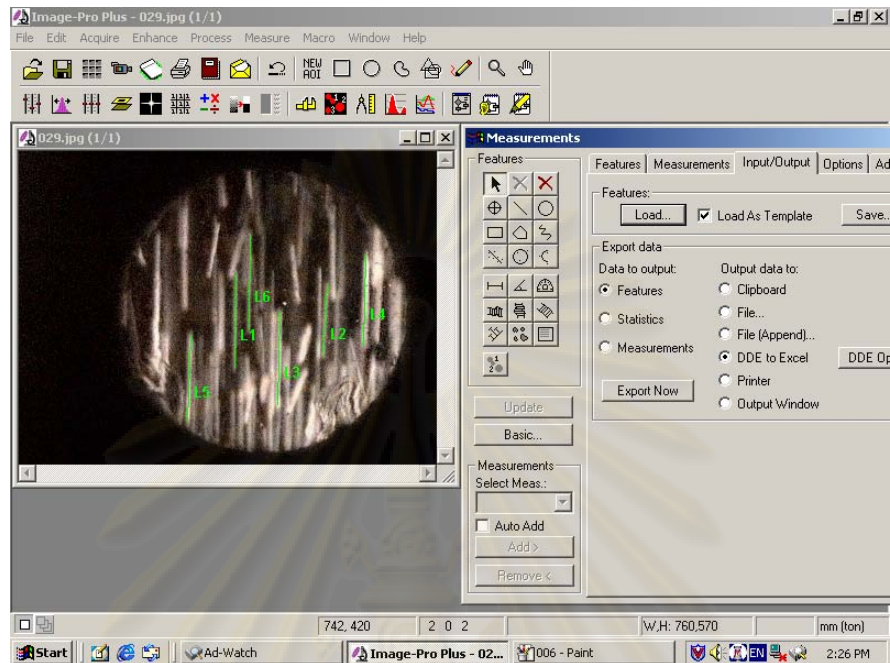 Image-Pro Plus - 029.jpg (1/1)
File Edit Acquire Enhance Process Measure Macro Window Help
NEW
AOI
029.jpg (1/1)
L6
L1
L2
L4
L3
L5
Measurements
Features
Features Measurements Input/Output Options Ad
Features:
Load... Load As Template Save..
Export data
Data to output: Output data to:
Features Clipboard
File...
Statistics File (Append)...
Measurements DDE to Excel DDE Op
Printer
Export Now Output Window
Update
Basic...
Measurements
Select Meas.:
Auto Add
Add >
Remove <
742, 420 2 0 2 W,H: 760,570 mm (ton)
Start Ad-Watch Image-Pro Plus - 02... 006 - Paint EN 2:26 PM